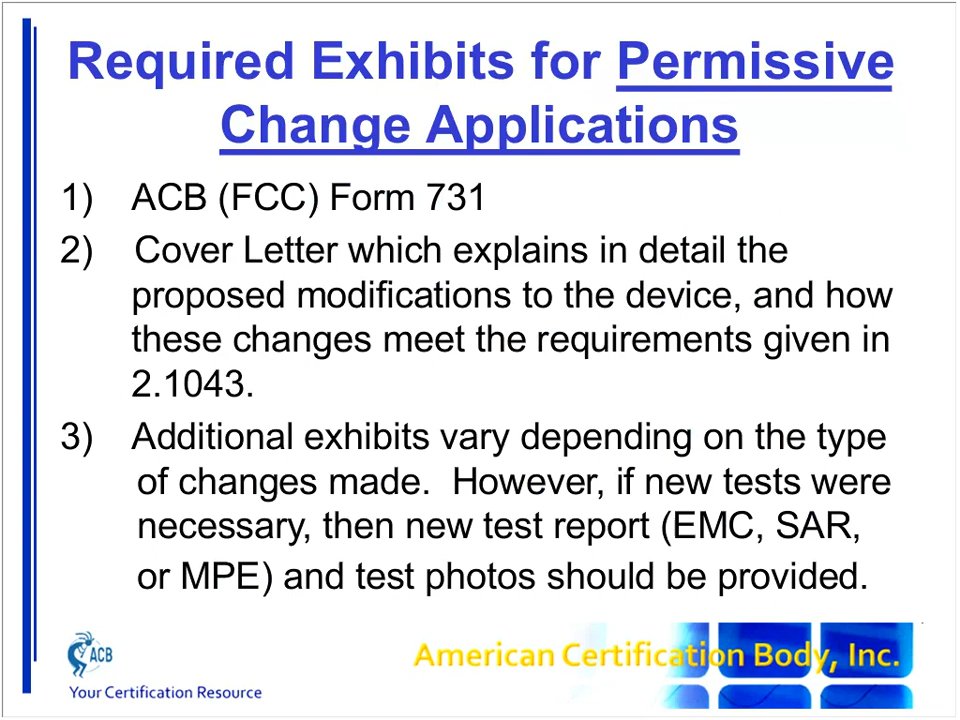 Required Exhibits for Permissive
Change Applications
1) ACB (FCC) Form 731
2) Cover Letter which explains in detail the
proposed modifications to the device, and how
these changes meet the requirements given in
2.1043.
3) Additional exhibits vary depending on the type
of changes made. However, if new tests were
necessary, then new test report (EMC, SAR,
or MPE) and test photos should be provided.
ACB
American Certification Body, Inc.
Your Certification Resource